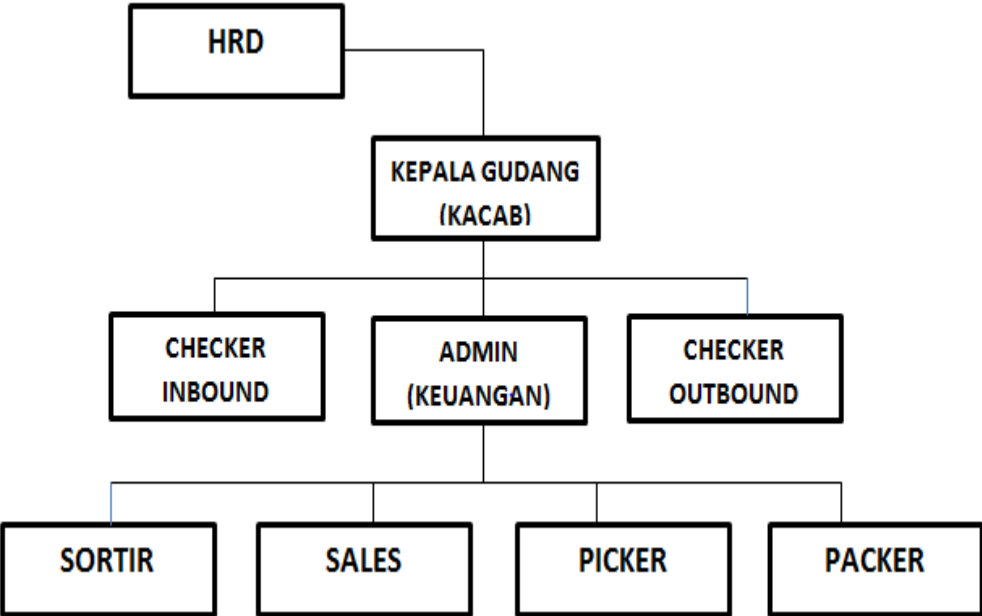 HRD
KEPALA GUDANG
(KACAB)
CHECKER
INBOUND
ADMIN
(KEUANGAN)
CHECKER
OUTBOUND
SORTIR
SALES
PICKER
PACKER